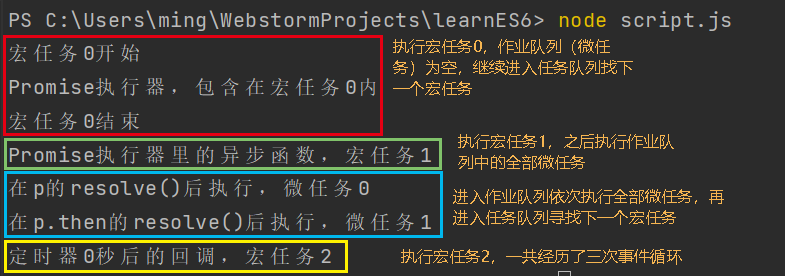 PS C:\Users\ming\WebstormProjects\learnES6> node script.js
宏任务0开始
Promise执行器，包含在宏任务0内
宏任务0结束
执行宏任务0，作业队列（微任
务）为空，继续进入任务队列找下
一个宏任务
Promise执行器里的异步函数，宏任务1
执行宏任务1，之后执行作业队
列中的全部微任务
在p的resolve()后执行，微任务0
在p.then的resolve()后执行，微任务1
进入作业队列依次执行全部微任务，再
进入任务队列寻找下一个宏任务
定时器0秒后的回调，宏任务2
执行宏任务2，一共经历了三次事件循环